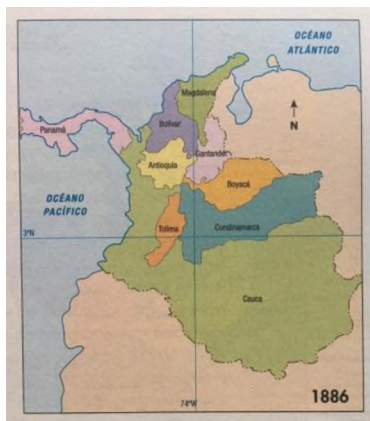 OCÉANO
ATLÁNTICO
Magdalena
N
Bolívar
Panamá
Santander
Antioquia
Boyacá
OCÉANO
PACÍFICO
Tolima
Cundinamarca
3°N
Cauca
1886
74°W